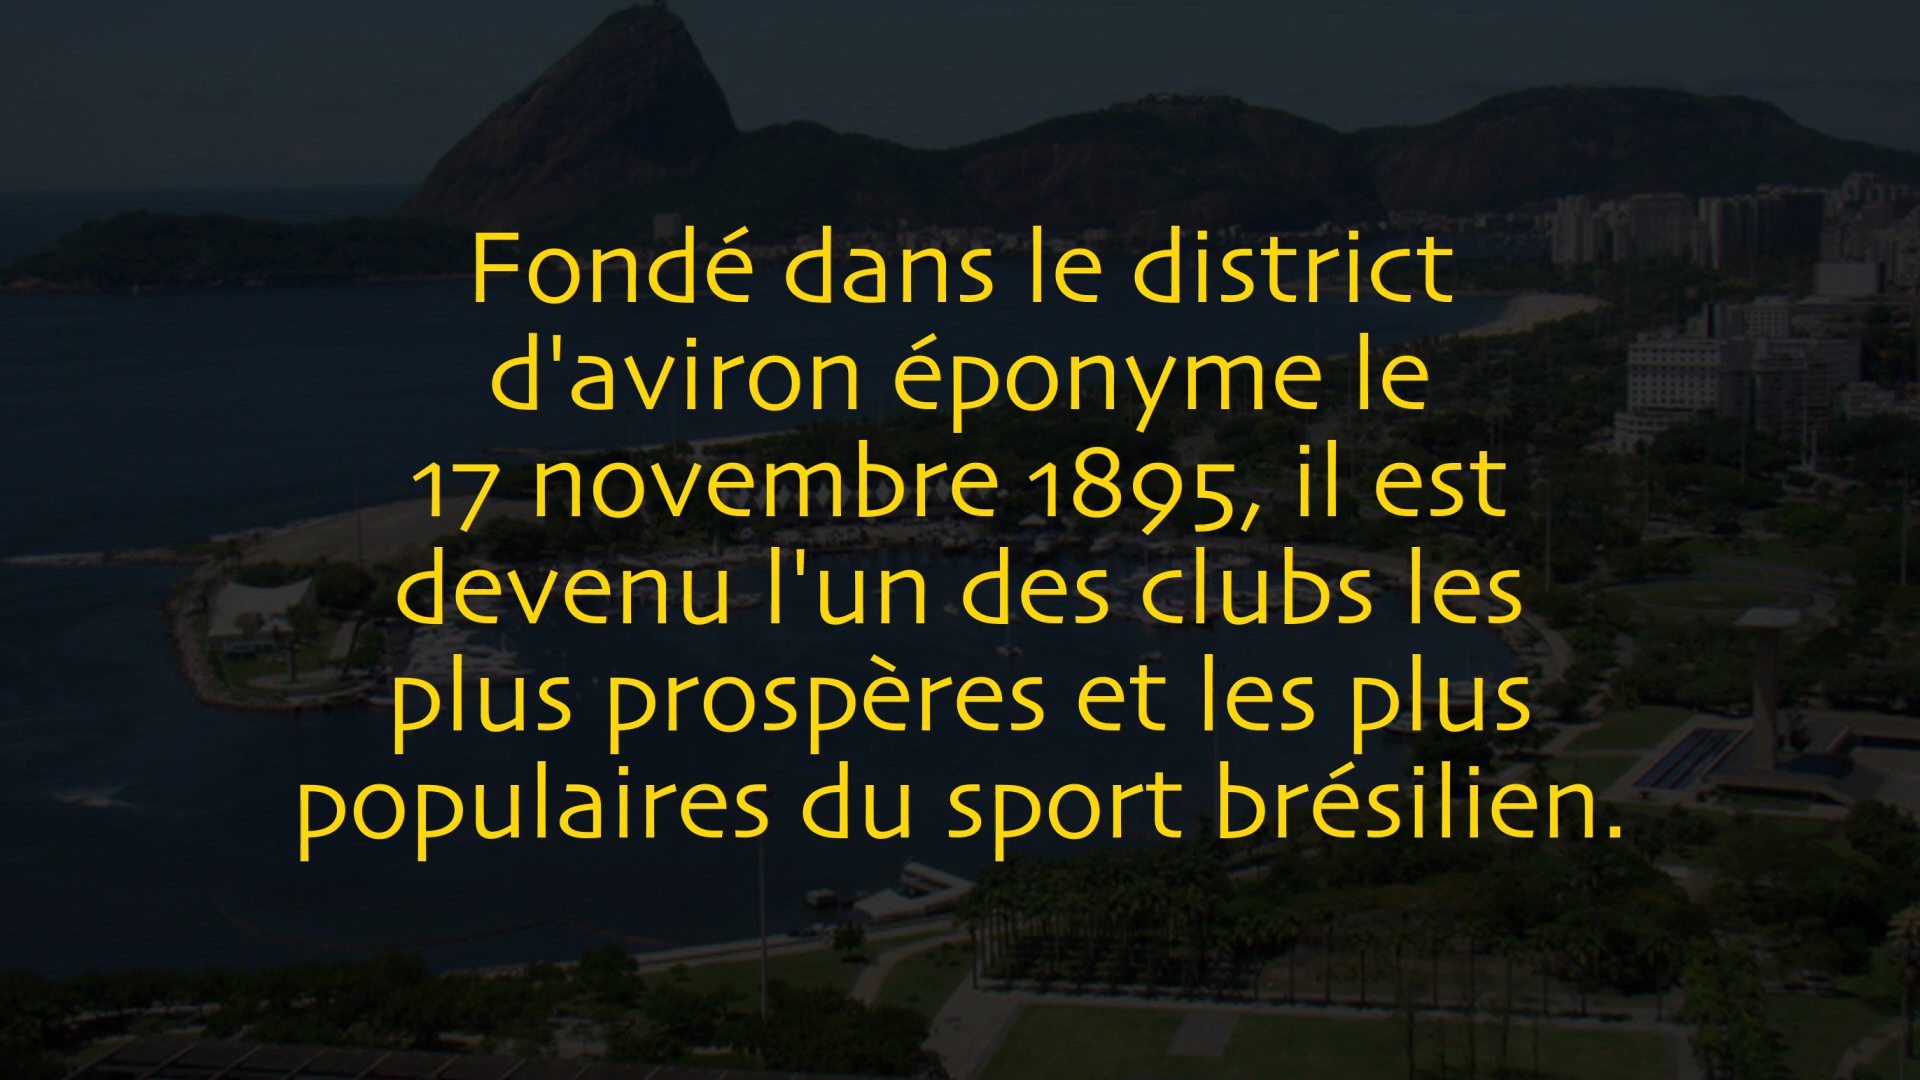 Fondé dans le district
d'aviron éponyme le
17 novembre 1895, il est
devenu l'un des clubs les
plus prospères et les plus
populaires du sport brésilien.